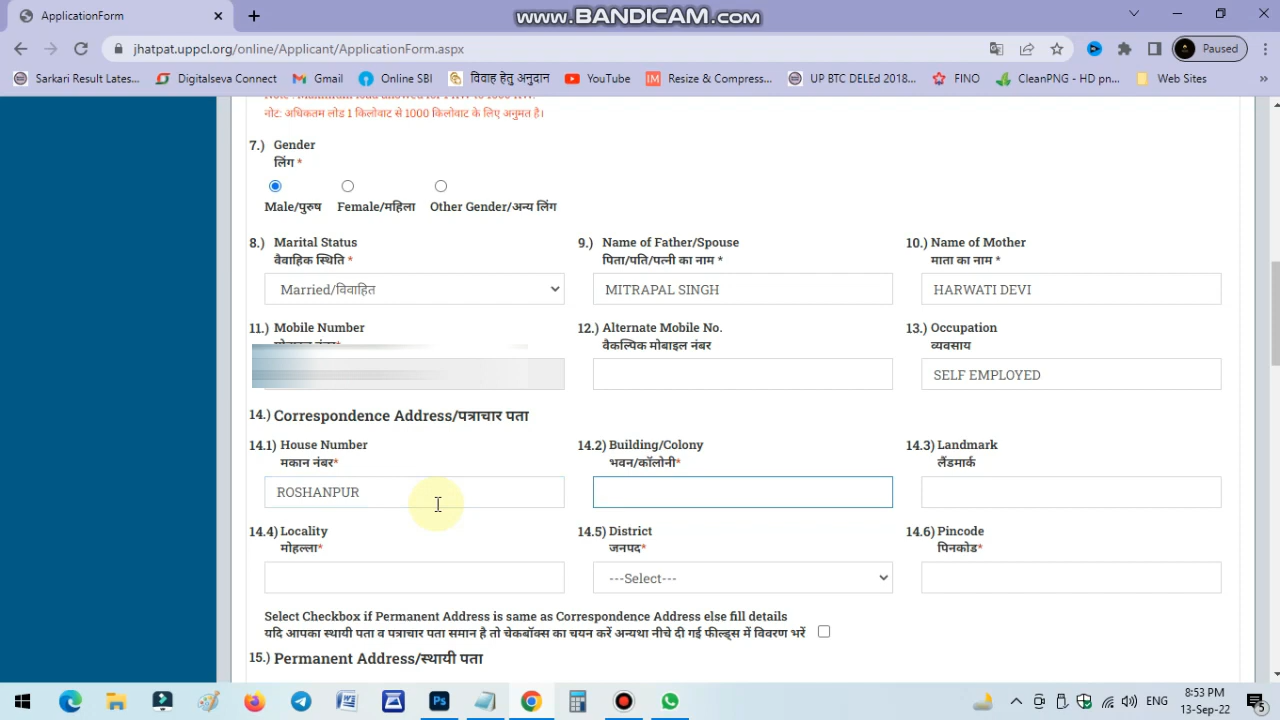 www.BANDICAM.com
ApplicationForm
jhatpat.uppcl.org/online/Applicant/ApplicationForm.aspx
Paused
Sarkari Result Lates... Digitalseva Connect Gmail Online SBI विवाह हेतु अनुदान YouTube Resize & Compress... UP BTC DELEd 2018... FINO CleanPNG - HD pn... Web Sites »
नोट: अधिकतम लोड 1 किलोवाट से 1000 किलोवाट के लिए अनुमत है।
7.) Gender
लिंग *
Male/पुरुष Female/महिला Other Gender/अन्य लिंग
8.) Marital Status 9.) Name of Father/Spouse 10.) Name of Mother
वैवाहिक स्थिति * पिता/पति/पत्नी का नाम * माता का नाम *
Married/विवाहित MITRAPAL SINGH HARWATI DEVI
11.) Mobile Number 12.) Alternate Mobile No. 13.) Occupation
वैकल्पिक मोबाइल नंबर व्यवसाय
SELF EMPLOYED
14.) Correspondence Address/पत्राचार पता
14.1) House Number 14.2) Building/Colony 14.3) Landmark
मकान नंबर* भवन/कॉलोनी* लैंडमार्क
ROSHANPUR
14.4) Locality 14.5) District 14.6) Pincode
मोहल्ला* जनपद* पिनकोड*
---Select---
Select Checkbox if Permanent Address is same as Correspondence Address else fill details
यदि आपका स्थायी पता व पत्राचार पता समान है तो चेकबॉक्स का चयन करें अन्यथा नीचे दी गई फील्ड्स में विवरण भरें
15.) Permanent Address/स्थायी पता
ENG 8:53 PM
13-Sep-22 5